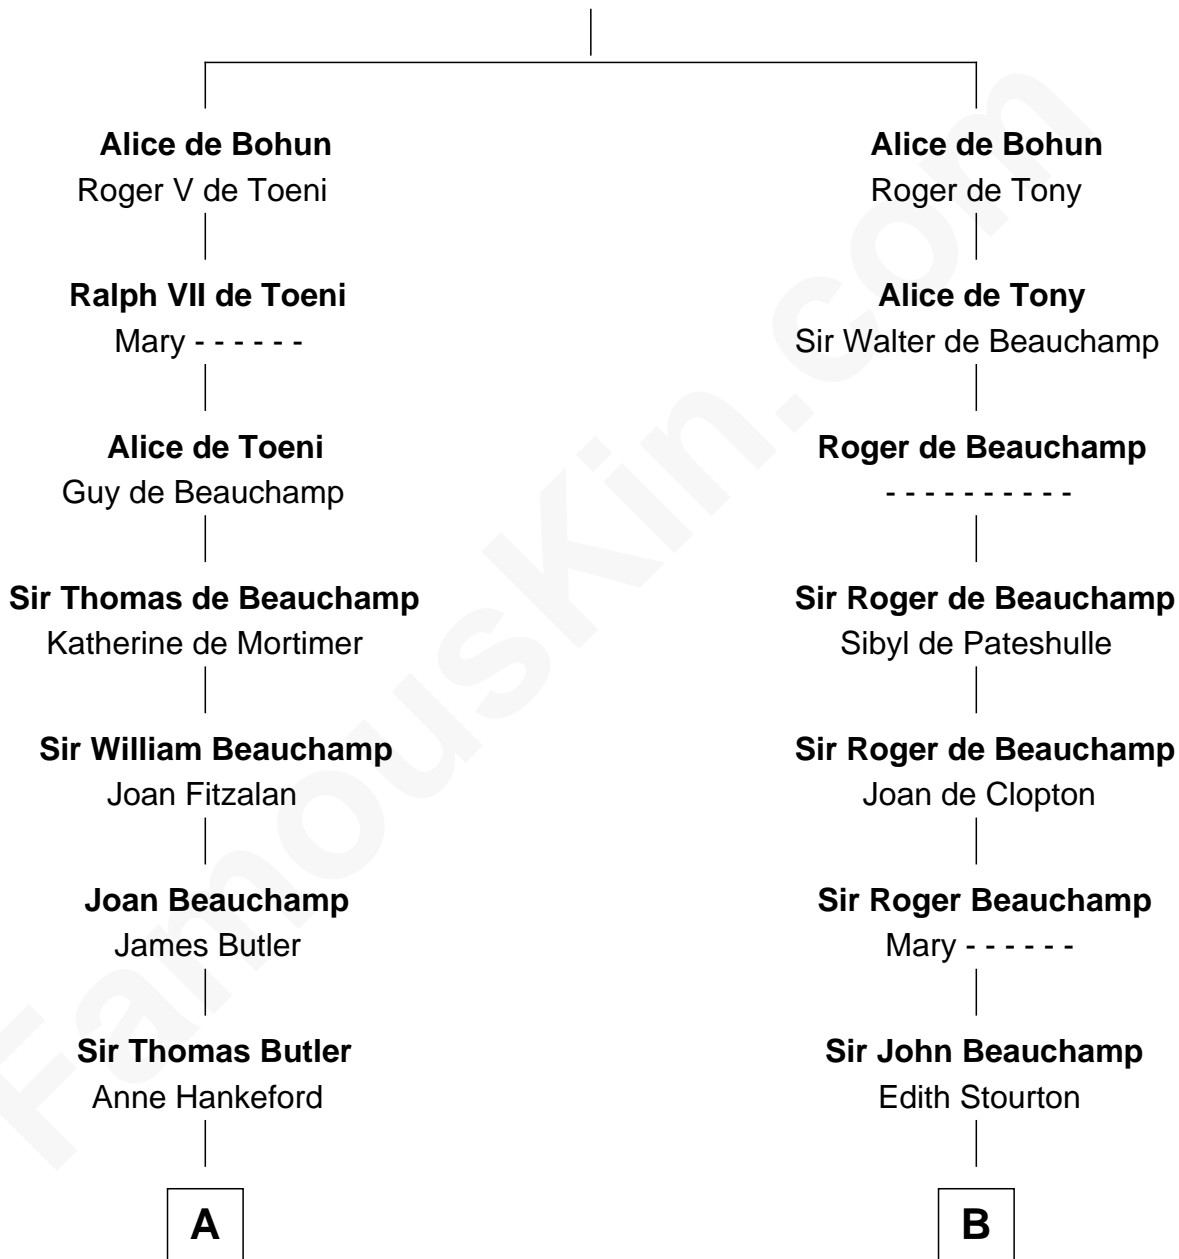 Alice de Bohun
Roger V de Toeni
Ralph VII de Toeni
Mary - - - - - -
Alice de Toeni
Guy de Beauchamp
Sir Thomas de Beauchamp
Katherine de Mortimer
Sir William Beauchamp
Joan Fitzalan
Joan Beauchamp
James Butler
Sir Thomas Butler
Anne Hankeford
A
Alice de Bohun
Roger de Tony
Alice de Tony
Sir Walter de Beauchamp
Roger de Beauchamp
- - - - - - - - - -
Sir Roger de Beauchamp
Sibyl de Pateshulle
Sir Roger de Beauchamp
Joan de Clopton
Sir Roger Beauchamp
Mary - - - - - -
Sir John Beauchamp
Edith Stourton
B
FamousKin.com